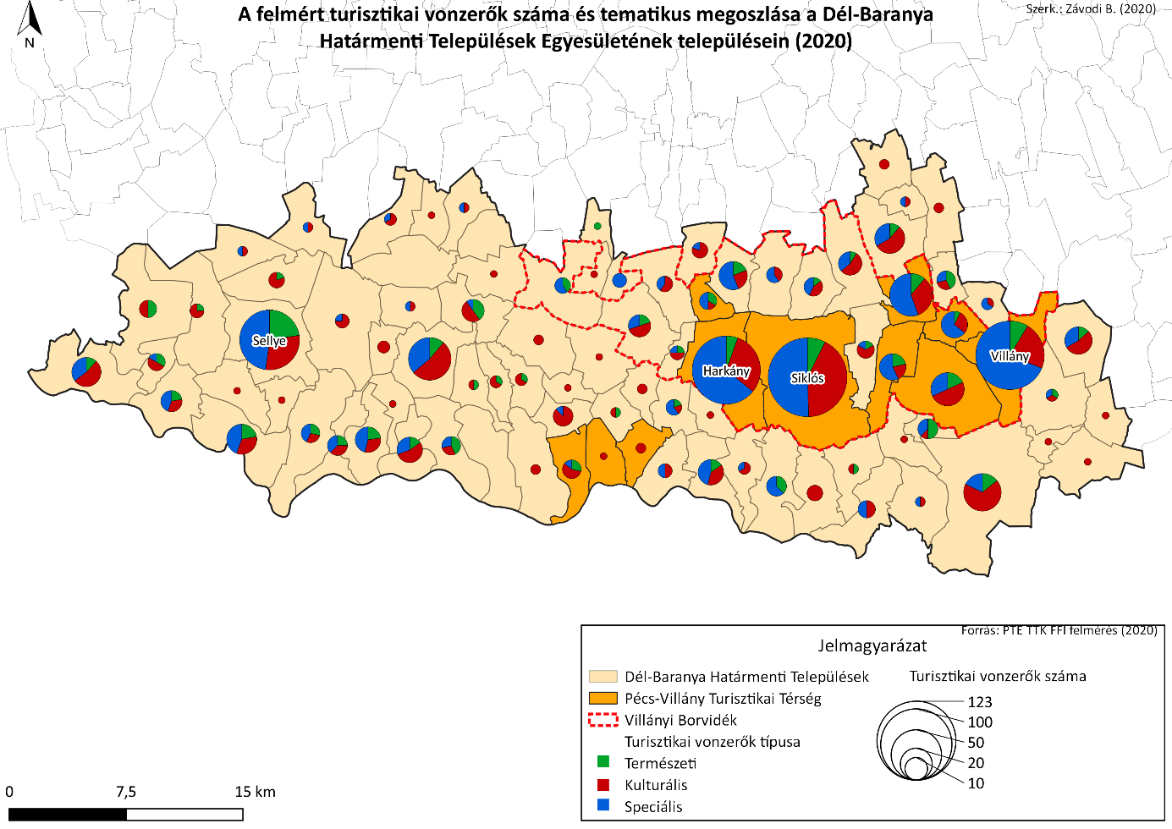 A felmért turisztikai vonzerők száma és tematikus megoszlása a Dél-Baranya
Határmenti Települések Egyesületének településein (2020)
Szerk.: Závodi B. (2020)
N
Sellye
Harkány
Siklós
Villány
Forrás: PTE TTK FFI felmérés (2020)
Jelmagyarázat
Dél-Baranya Határmenti Települések
Pécs-Villány Turisztikai Térség
Villányi Borvidék
Turisztikai vonzerők típusa
Természeti
Kulturális
Speciális
Turisztikai vonzerők száma
123
100
50
20
10
0 7,5 15 km